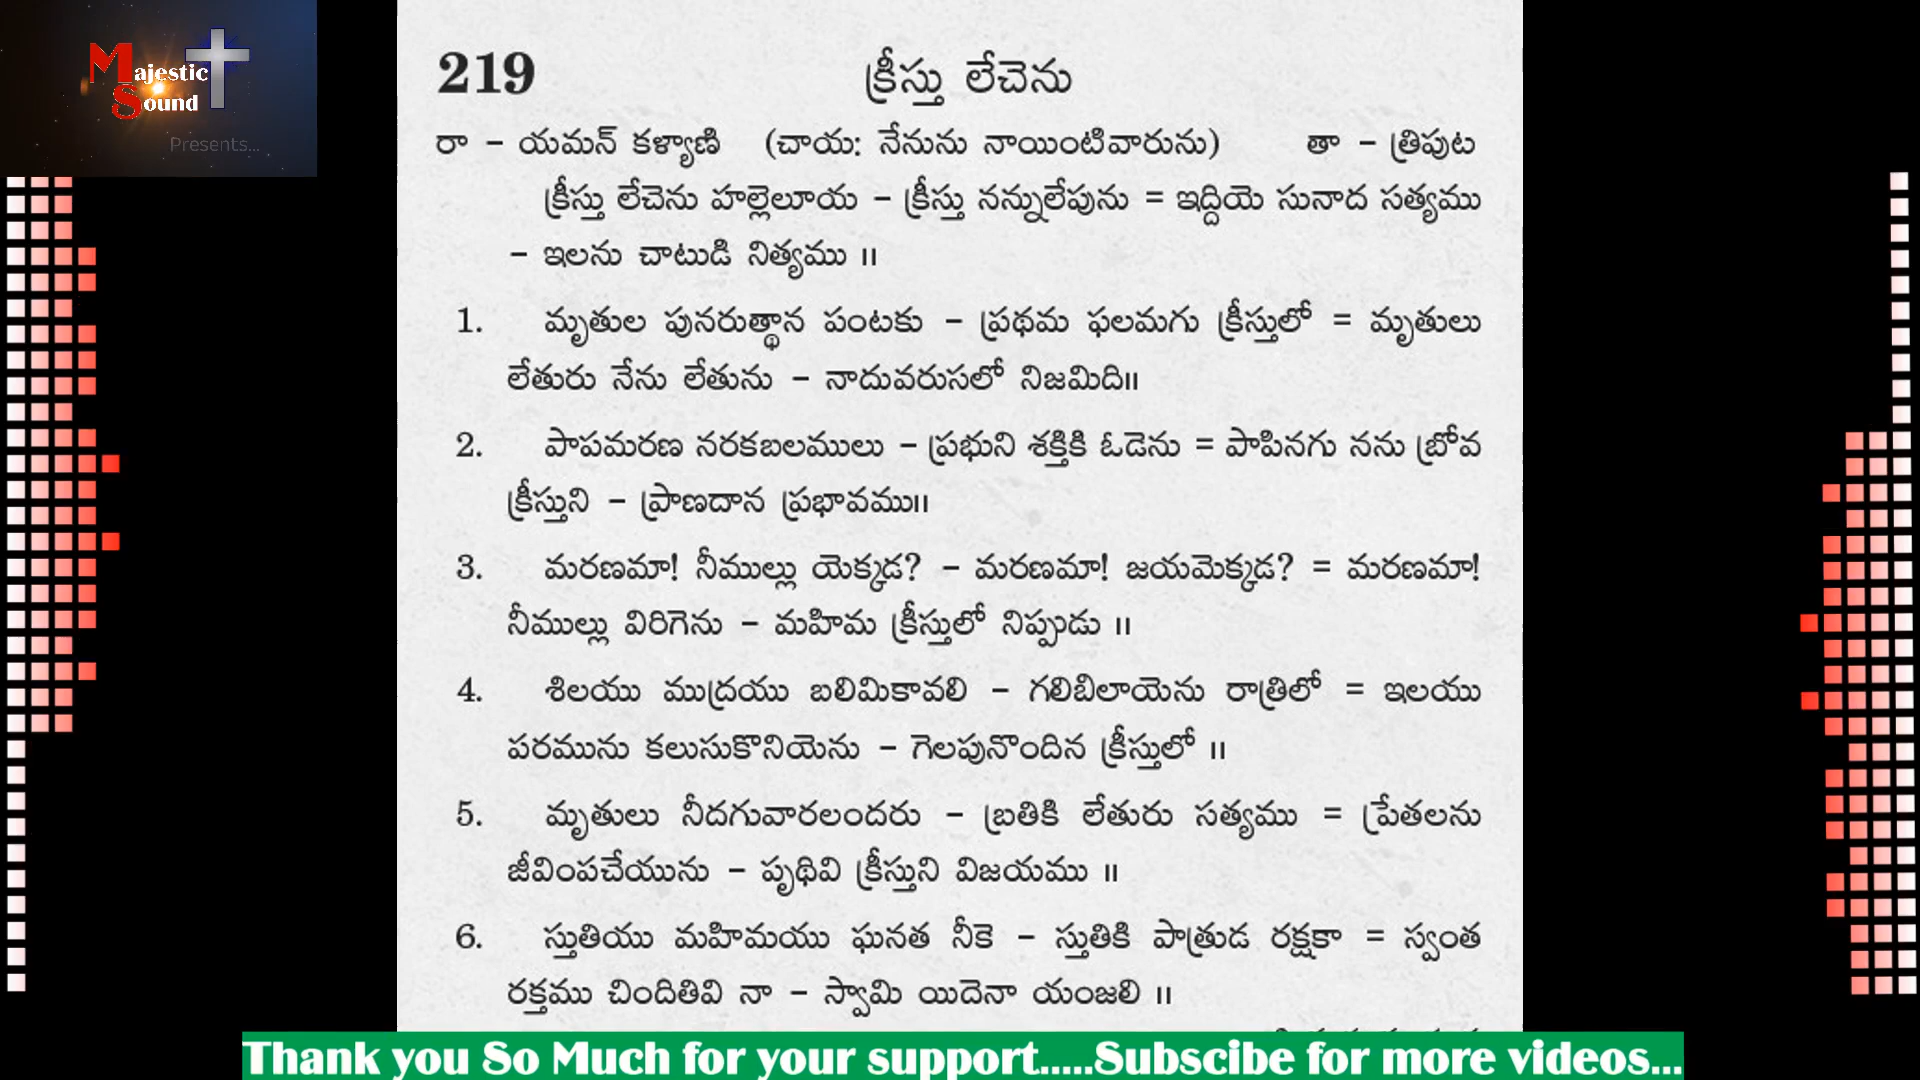 Majestic
Sound
Presents...
219 క్రీస్తు లేచెను
రా - యమన్ కళ్యాణి (చాయ: నేనును నాయింటివారును) తా - త్రిపుట
క్రీస్తు లేచెను హల్లెలూయ - క్రీస్తు నన్నులేపును = ఇద్దియె సునాద సత్యము
- ఇలను చాటుడి నిత్యము ॥
1. మృతుల పునరుత్థాన పంటకు - ప్రథమ ఫలమగు క్రీస్తులో = మృతులు
లేతురు నేను లేతును - నాదువరుసలో నిజమిది॥
2. పాపమరణ నరకబలములు - ప్రభుని శక్తికి ఓడెను = పాపినగు నను బ్రోవ
క్రీస్తుని - ప్రాణదాన ప్రభావము॥
3. మరణమా! నీముల్లు యెక్కడ? - మరణమా! జయమెక్కడ? = మరణమా!
నీముల్లు విరిగెను - మహిమ క్రీస్తులో నిప్పుడు ॥
4. శిలయు ముద్రయు బలిమికావలి - గలిబిలాయెను రాత్రిలో = ఇలయు
పరమును కలుసుకొనియెను - గెలపునొందిన క్రీస్తులో ॥
5. మృతులు నీదగువారలందరు - బ్రతికి లేతురు సత్యము = ప్రేతలను
జీవింపచేయును - పృథివి క్రీస్తుని విజయము ॥
6. స్తుతియు మహిమయు ఘనత నీకె - స్తుతికి పాత్రుడ రక్షకా = స్వంత
రక్తము చిందితివి నా - స్వామి యిదెనా యంజలి ॥
Thank you So Much for your support.....Subscibe for more videos...